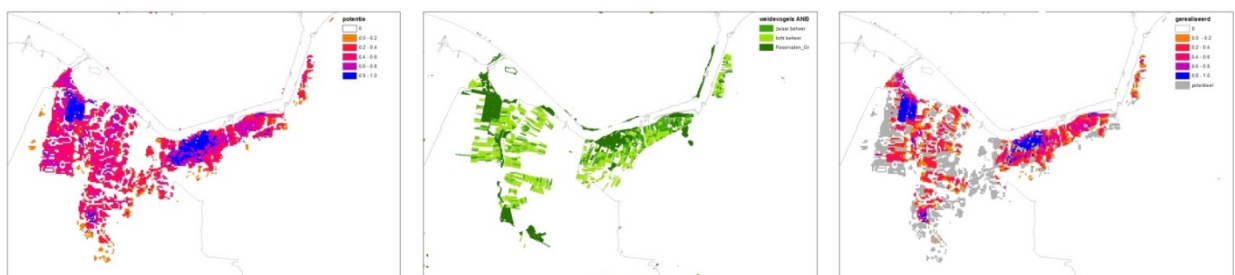 potentie
0
0.0 - 0.2
0.2 - 0.4
0.4 - 0.6
0.6 - 0.8
0.8 - 1.0
weidevogels ANB
zwaar beheer
licht beheer
Reservaten_Gr
gerealiseerd
0
0.0 - 0.2
0.2 - 0.4
0.4 - 0.6
0.6 - 0.8
0.8 - 1.0
potentieel